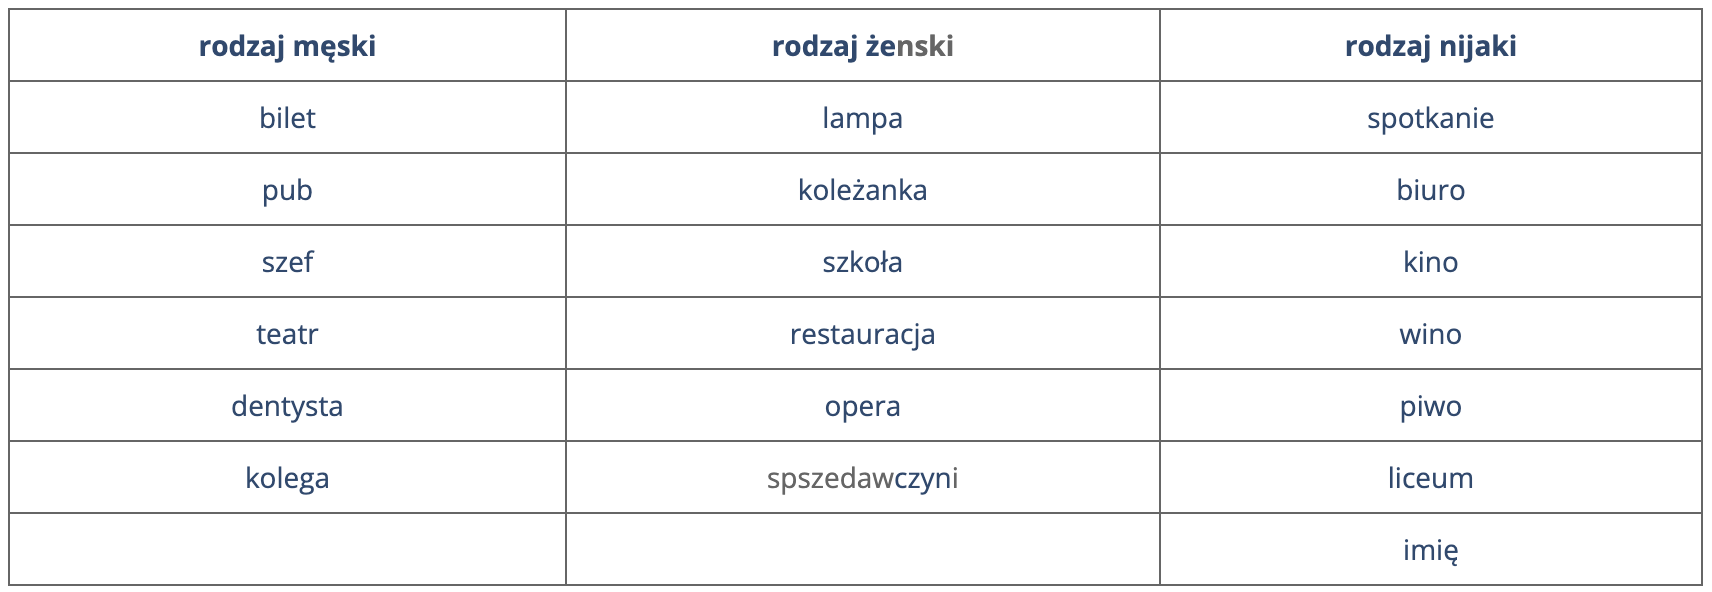 rodzaj męski rodzaj żenski rodzaj nijaki
bilet lampa spotkanie
pub koleżanka biuro
szef szkoła kino
teatr restauracja wino
dentysta opera piwo
kolega spszedawczyni liceum
imię